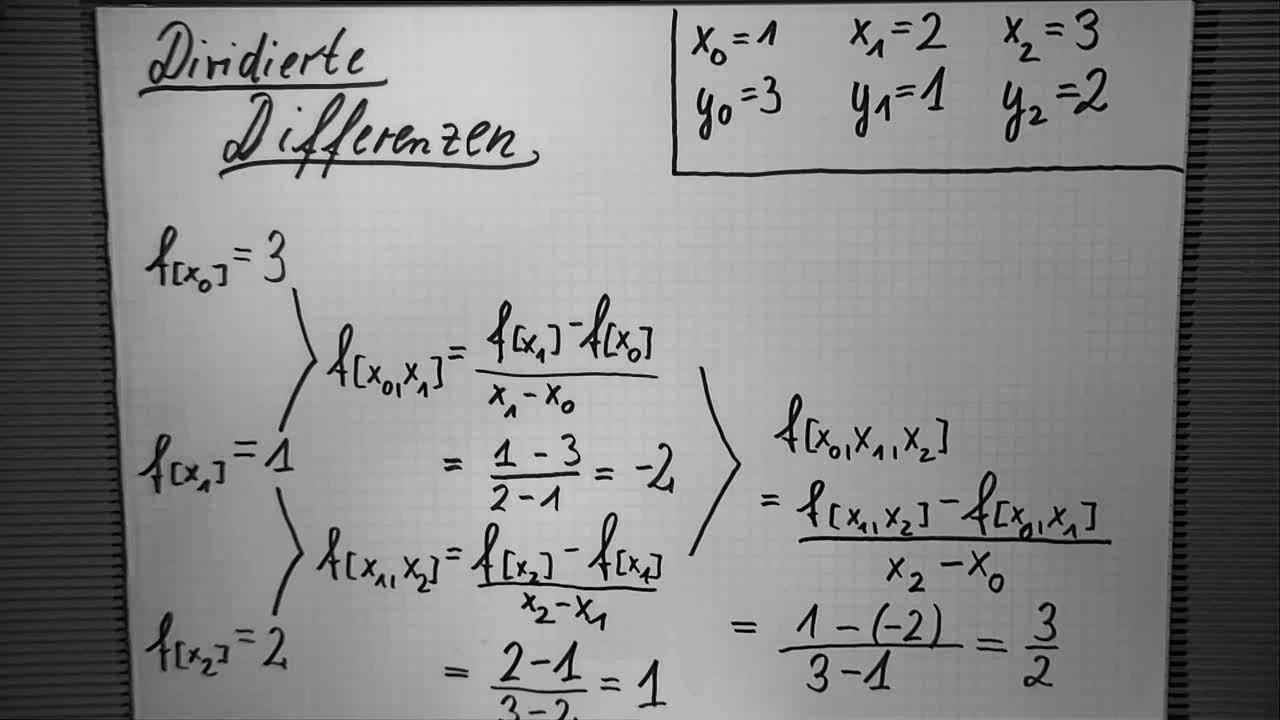 Dividierte
Differenzen
x₀=1 x₁=2 x₂=3
y₀=3 y₁=1 y₂=2
f[x₀] = 3
f[x₀,x₁] = (f[x₁] - f[x₀])/(x₁ - x₀)
= (1 - 3)/(2 - 1) = -2
f[x₁] = 1
f[x₁,x₂] = (f[x₂] - f[x₁])/(x₂ - x₁)
= (2 - 1)/(3 - 2) = 1
f[x₂] = 2
f[x₀,x₁,x₂]
= (f[x₁,x₂] - f[x₀,x₁])/(x₂ - x₀)
= (1 - (-2))/(3 - 1) = 3/2